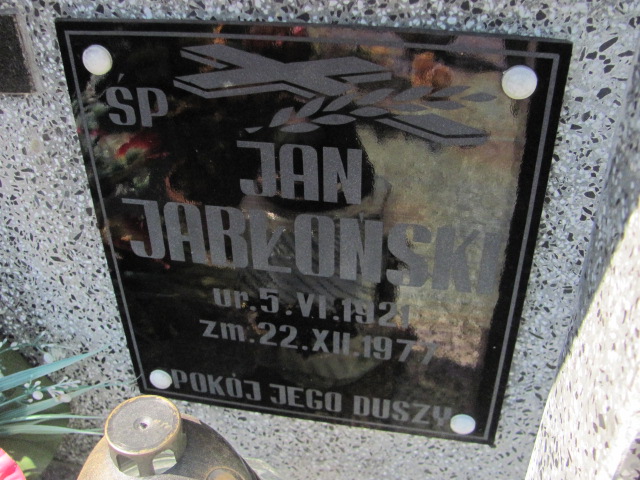 ŚP
JAN
JABŁOŃSKI
ur.5.VI.1921
zm.22.XII.1977
POKÓJ JEGO DUSZY